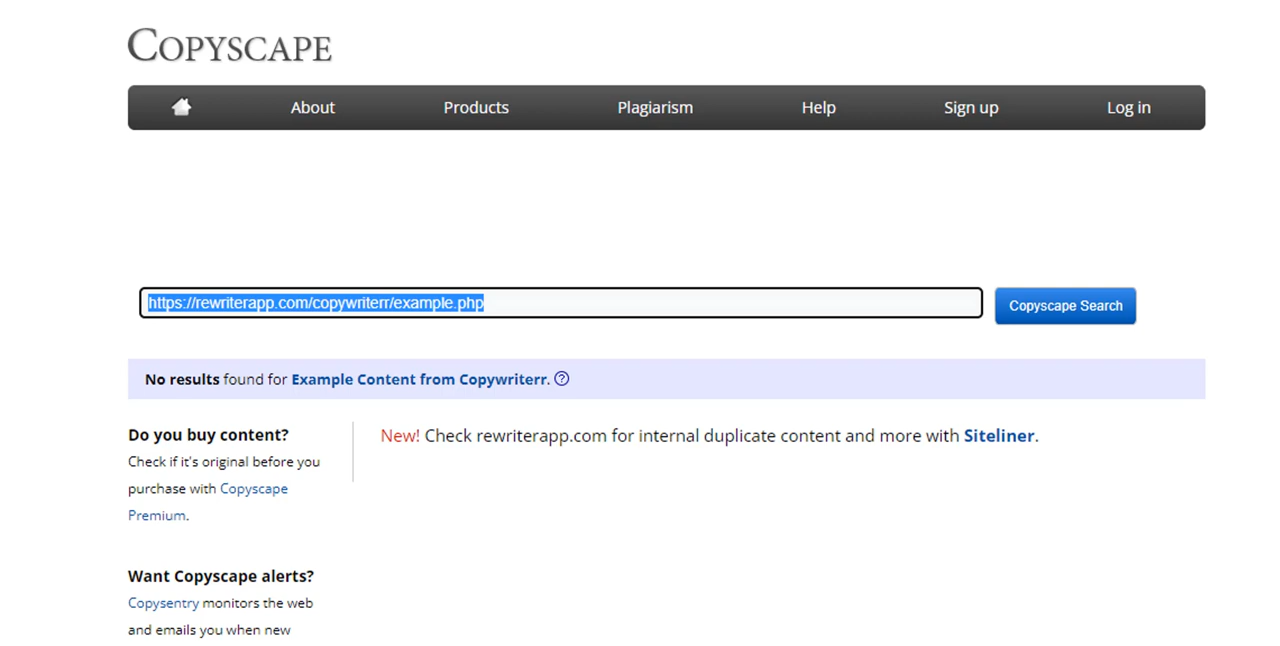 COPYSCAPE
About Products Plagiarism Help Sign up Log in
https://rewriterapp.com/copywriterr/example.php Copyscape Search
No results found for Example Content from Copywriterr. ?
Do you buy content?
Check if it's original before you
purchase with Copyscape
Premium.
New! Check rewriterapp.com for internal duplicate content and more with Siteliner.
Want Copyscape alerts?
Copysentry monitors the web
and emails you when new